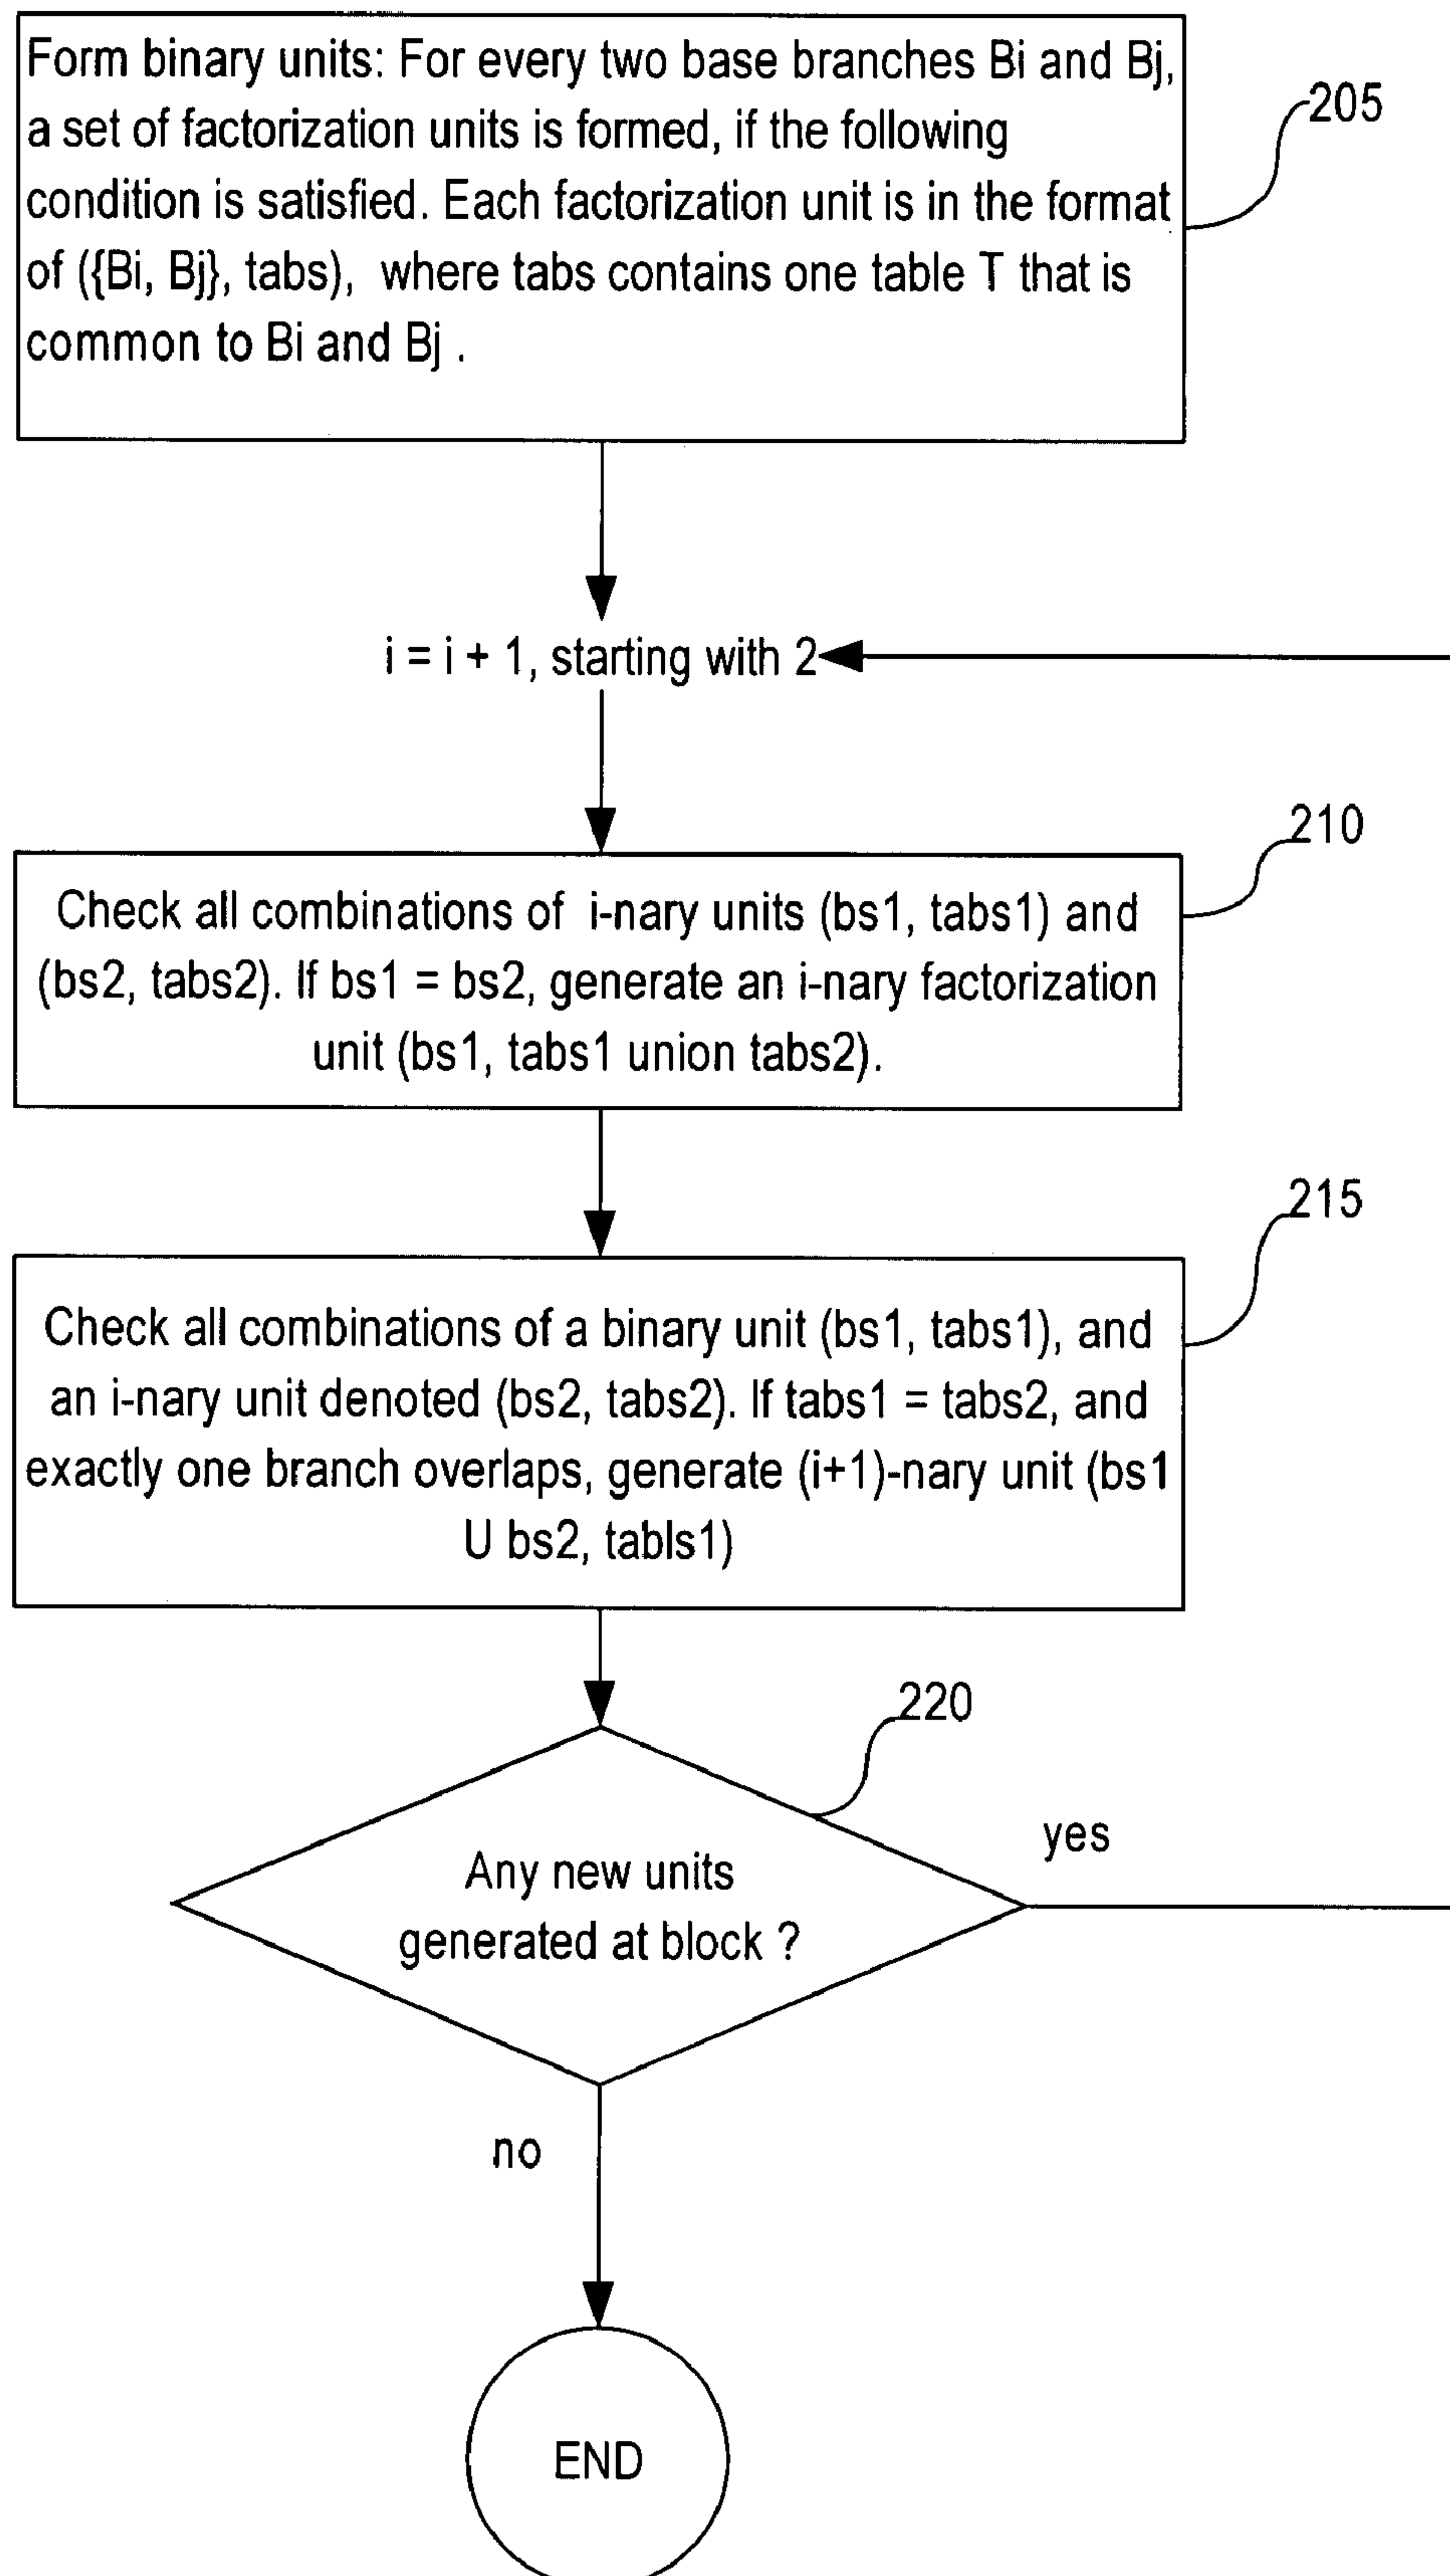 Form binary units: For every two base branches Bi and Bj,
a set of factorization units is formed, if the following
condition is satisfied. Each factorization unit is in the format
of ({Bi, Bj}, tabs), where tabs contains one table T that is
common to Bi and Bj .
205
i = i + 1, starting with 2
210
Check all combinations of i-nary units (bs1, tabs1) and
(bs2, tabs2). If bs1 = bs2, generate an i-nary factorization
unit (bs1, tabs1 union tabs2).
215
Check all combinations of a binary unit (bs1, tabs1), and
an i-nary unit denoted (bs2, tabs2). If tabs1 = tabs2, and
exactly one branch overlaps, generate (i+1)-nary unit (bs1
U bs2, tabls1)
220
Any new units
generated at block ?
yes
no
END